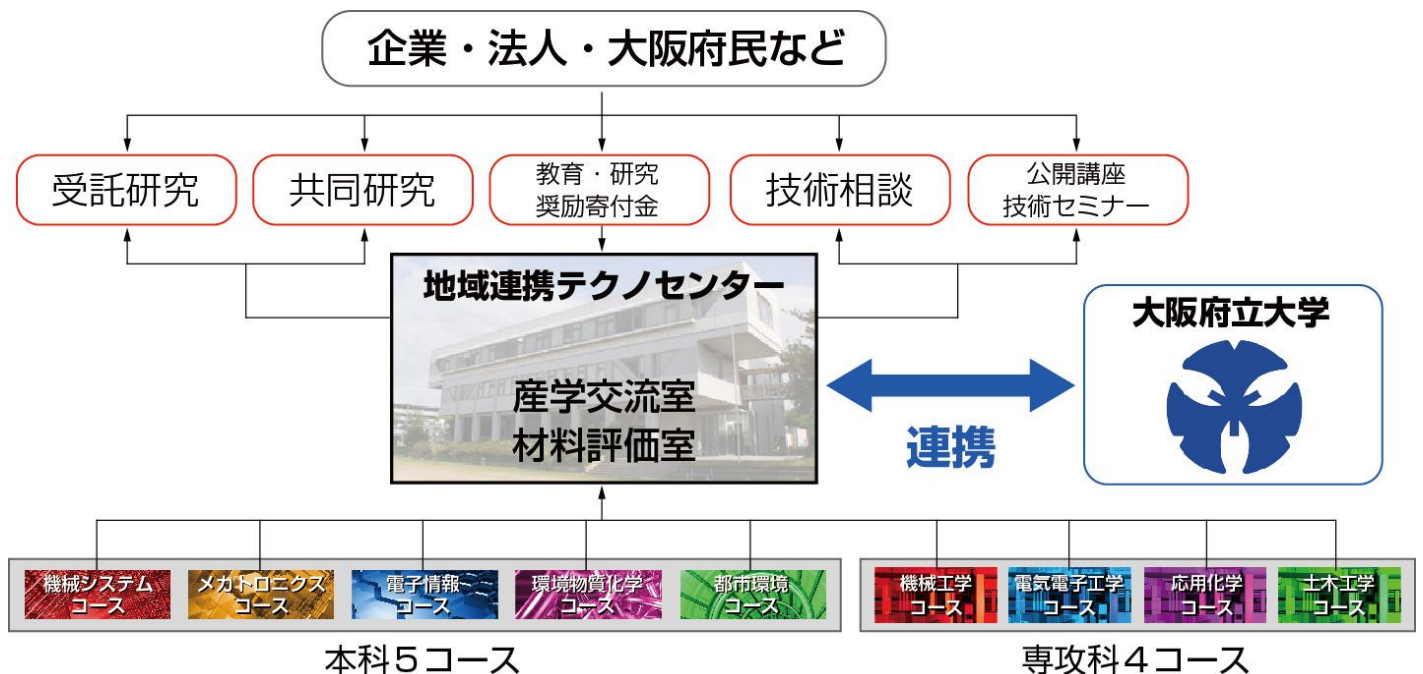 企業・法人・大阪府民など
受託研究
共同研究
教育・研究
奨励寄付金
技術相談
公開講座
技術セミナー
地域連携テクノセンター
産学交流室
材料評価室
連携
大阪府立大学
機械システム
コース
メカトロニクス
コース
電子情報
コース
環境物質化学
コース
都市環境
コース
機械工学
コース
電気電子工学
コース
応用化学
コース
土木工学
コース
本科5コース
専攻科4コース